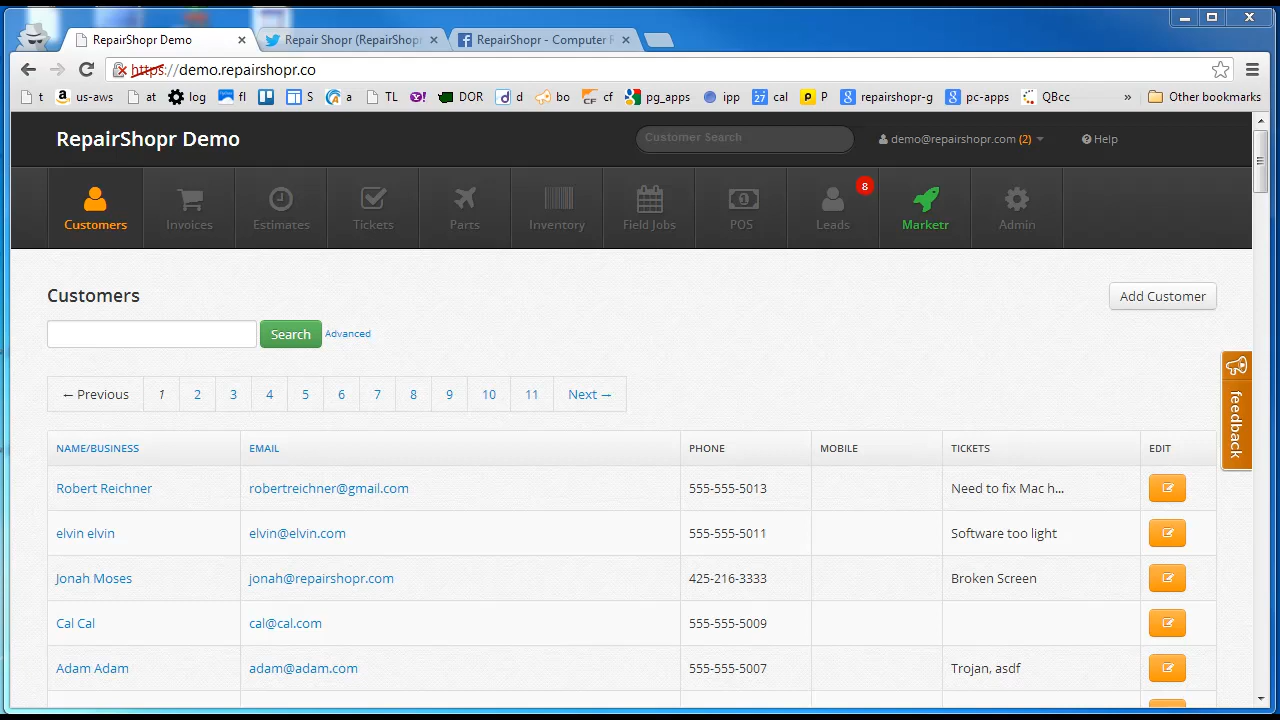 RepairShopr Demo
Repair Shopr (RepairShopr
RepairShopr - Computer R
https://demo.repairshopr.co
t us-aws at log fl S a TL DOR d bo cf pg_apps ipp cal P repairshopr-g pc-apps QBcc » Other bookmarks
RepairShopr Demo
Customer Search
demo@repairshopr.com (2)
Help
8
Customers Invoices Estimates Tickets Parts Inventory Field Jobs POS Leads Marketr Admin
Customers
Add Customer
Search Advanced
feedback
← Previous 1 2 3 4 5 6 7 8 9 10 11 Next →
NAME/BUSINESS EMAIL PHONE MOBILE TICKETS EDIT
Robert Reichner robertreichner@gmail.com 555-555-5013 Need to fix Mac h...
elvin elvin elvin@elvin.com 555-555-5011 Software too light
Jonah Moses jonah@repairshopr.com 425-216-3333 Broken Screen
Cal Cal cal@cal.com 555-555-5009
Adam Adam adam@adam.com 555-555-5007 Trojan, asdf